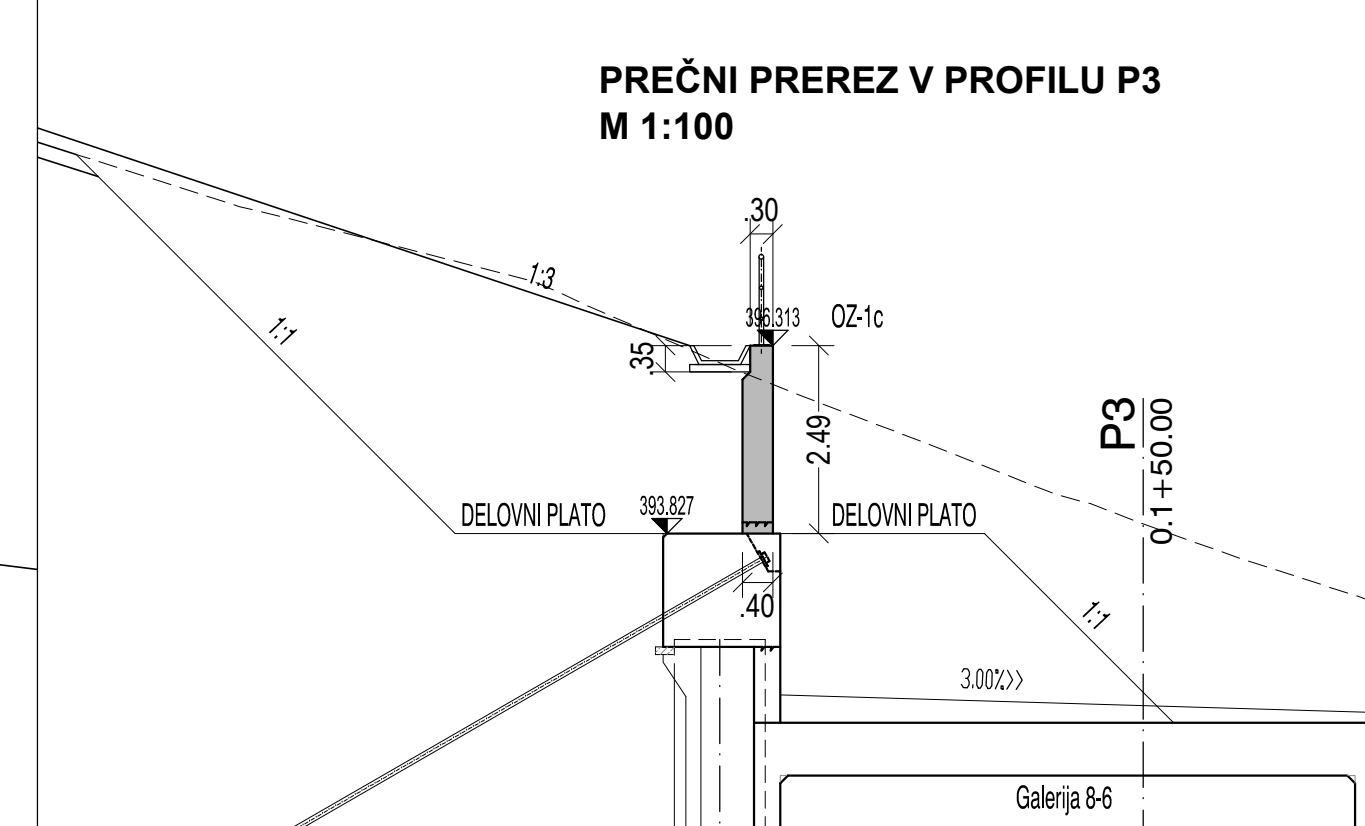 PREČNI PREREZ V PROFILU P3
M 1:100
.30
1:3
1:1
396.313
OZ-1c
.35
2.49
P3
0.1+50.00
DELOVNI PLATO
393.827
DELOVNI PLATO
.40
1:1
3.00%>>
Galerija 8-6